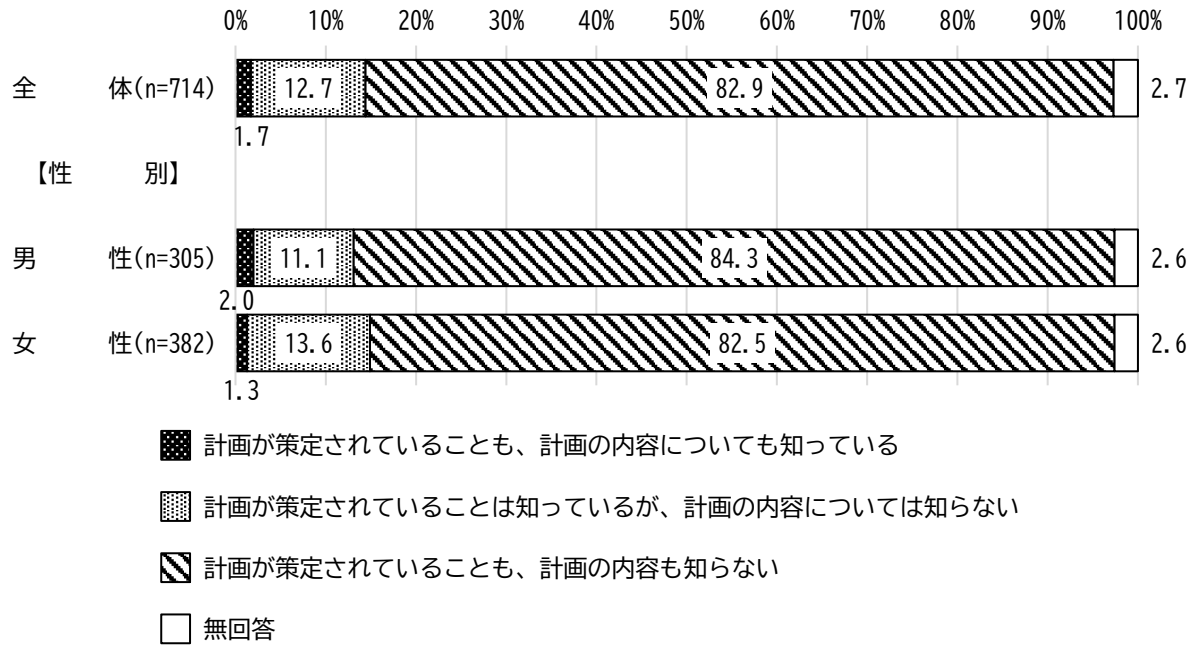 0% 10% 20% 30% 40% 50% 60% 70% 80% 90% 100%
全　　体(n=714) 12.7 82.9 2.7
1.7
【性　　別】
男　　性(n=305) 11.1 84.3 2.6
2.0
女　　性(n=382) 13.6 82.5 2.6
1.3
計画が策定されていることも、計画の内容についても知っている
計画が策定されていることは知っているが、計画の内容については知らない
計画が策定されていることも、計画の内容も知らない
無回答